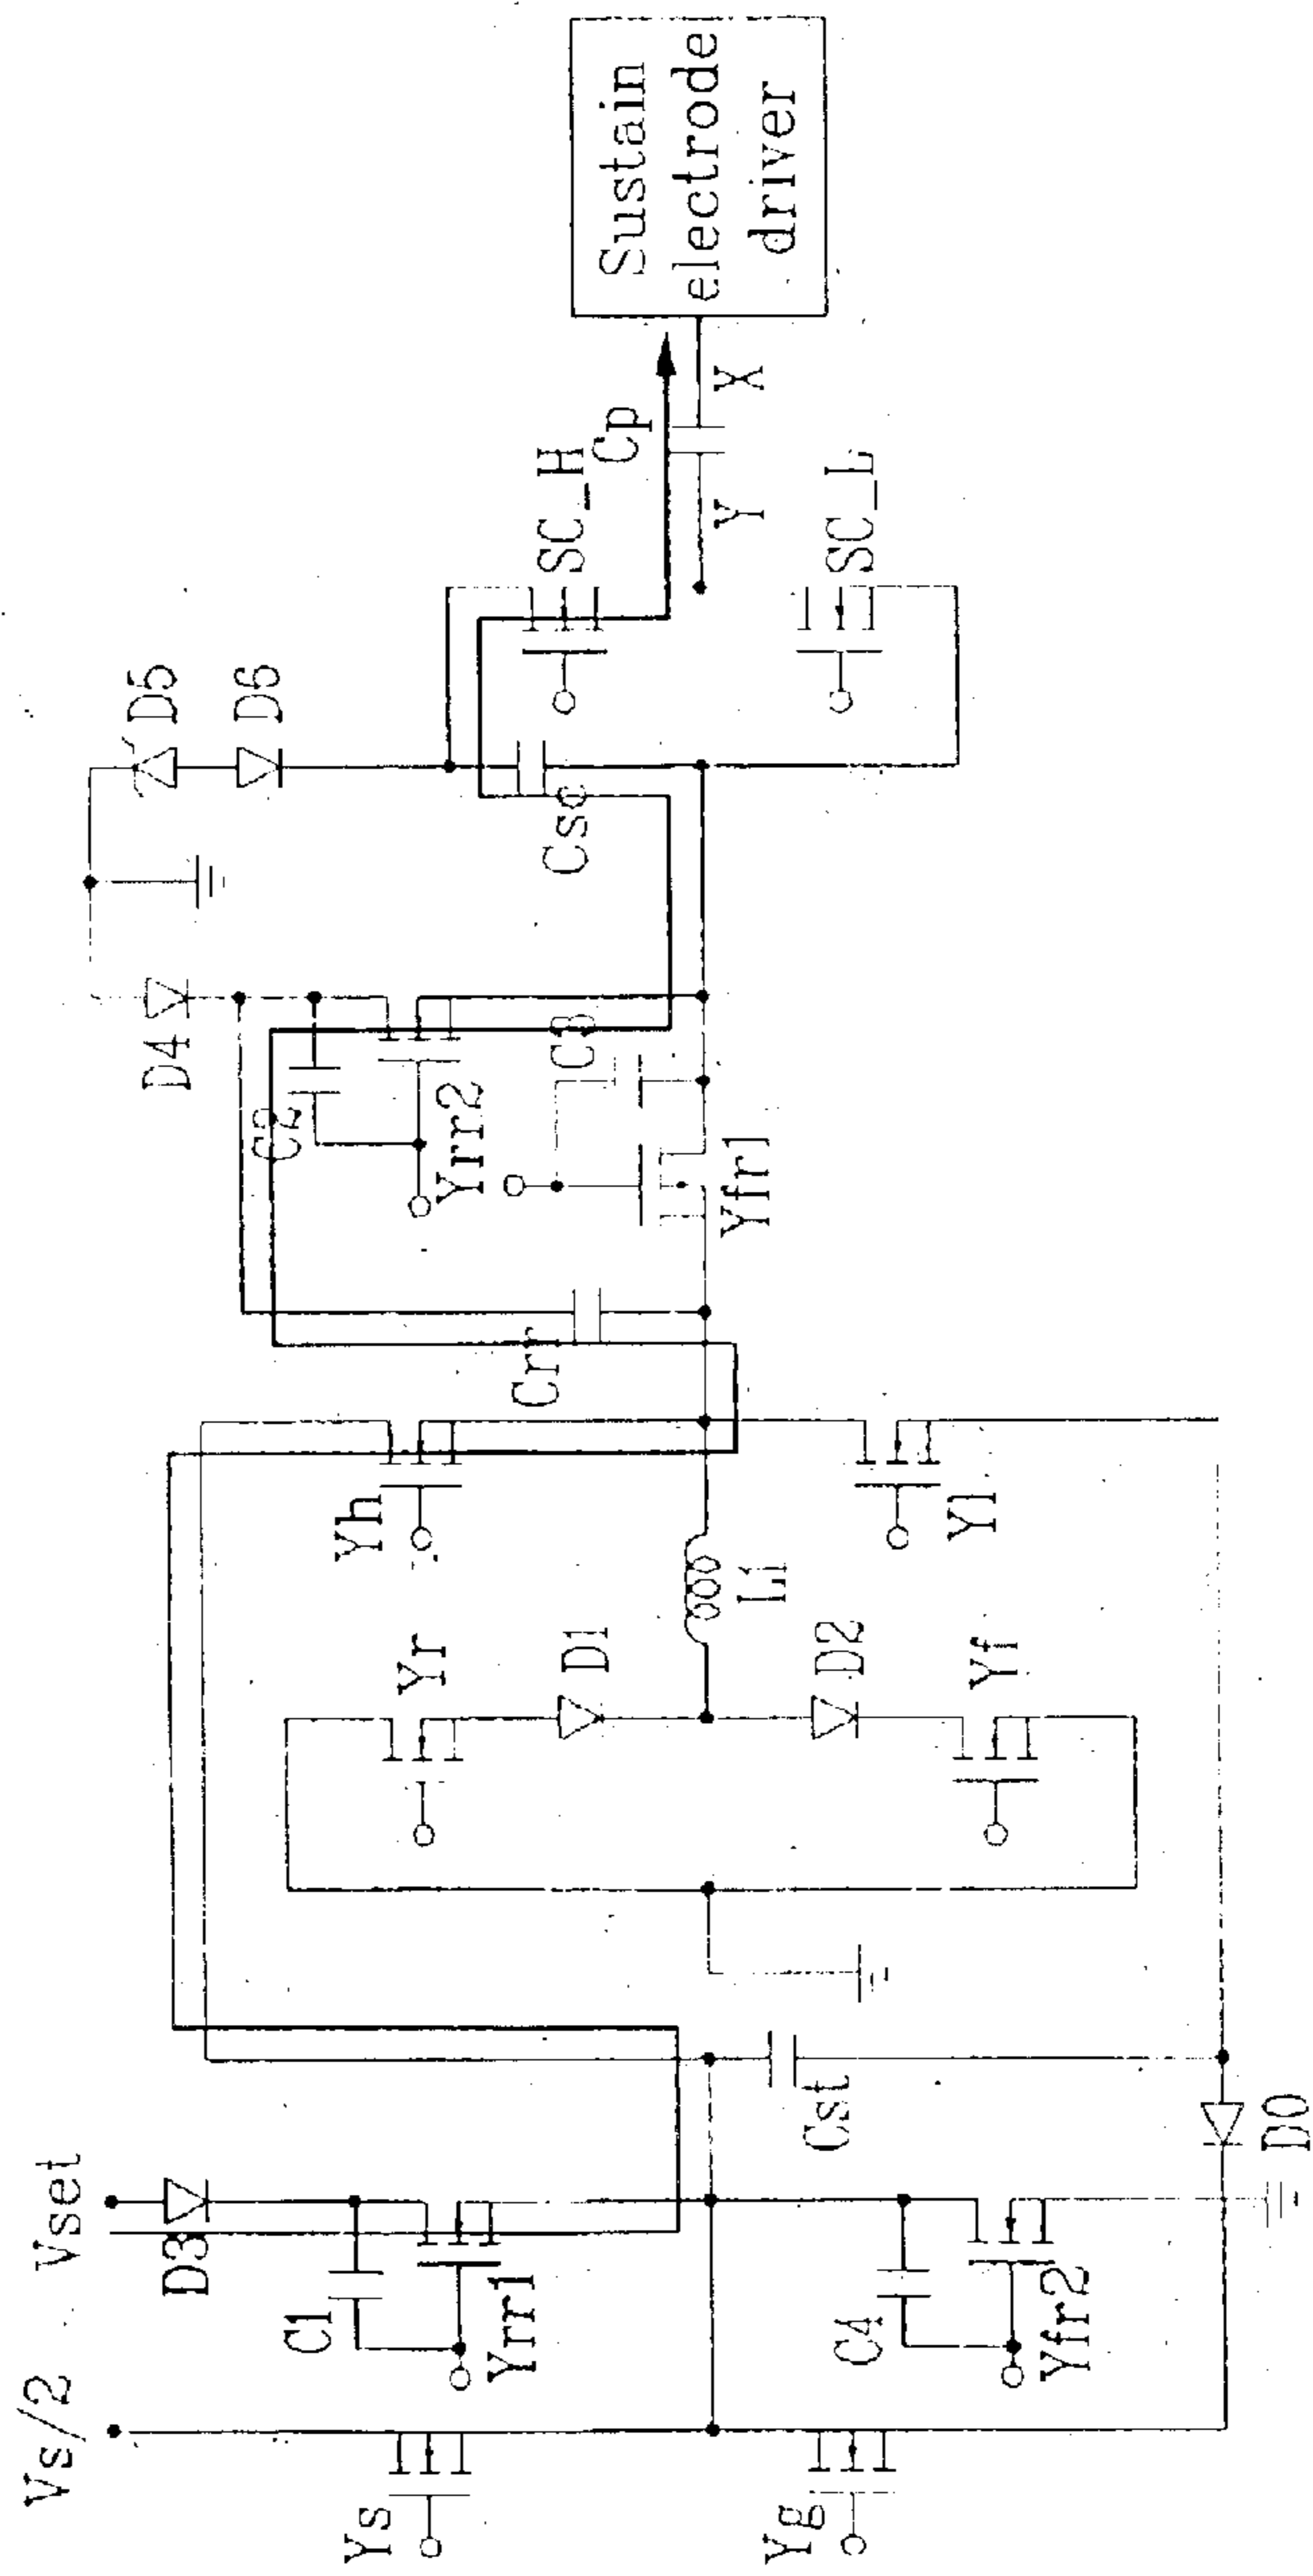 Vs/2
Ys
Yg
Vset
D3
C1
Yrr1
C4
Yfr2
D0
Cst
Yr
D1
L1
D2
Yf
Yh
Yl
Crr
D4
C2
Yrr2
C3
Yfr1
D5
D6
Csc
SC_H
SC_L
Cp
Y
X
Sustain
electrode
driver